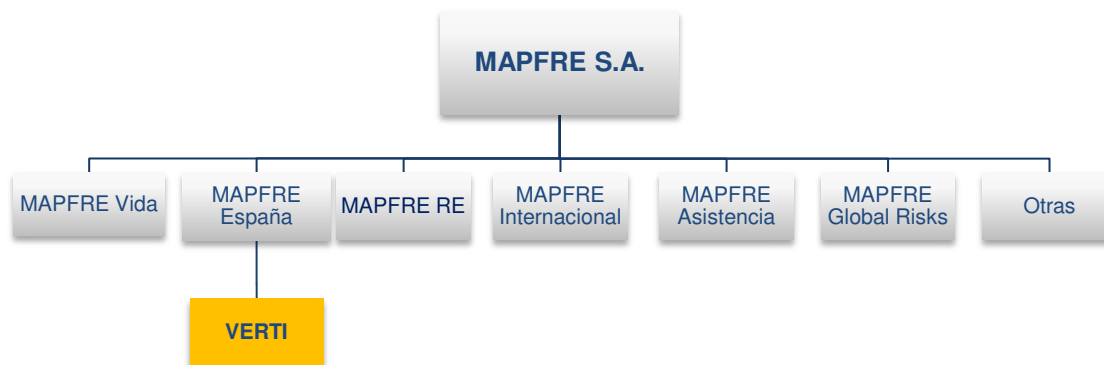 MAPFRE S.A.
MAPFRE Vida
MAPFRE
España
MAPFRE RE
MAPFRE
Internacional
MAPFRE
Asistencia
MAPFRE
Global Risks
Otras
VERTI